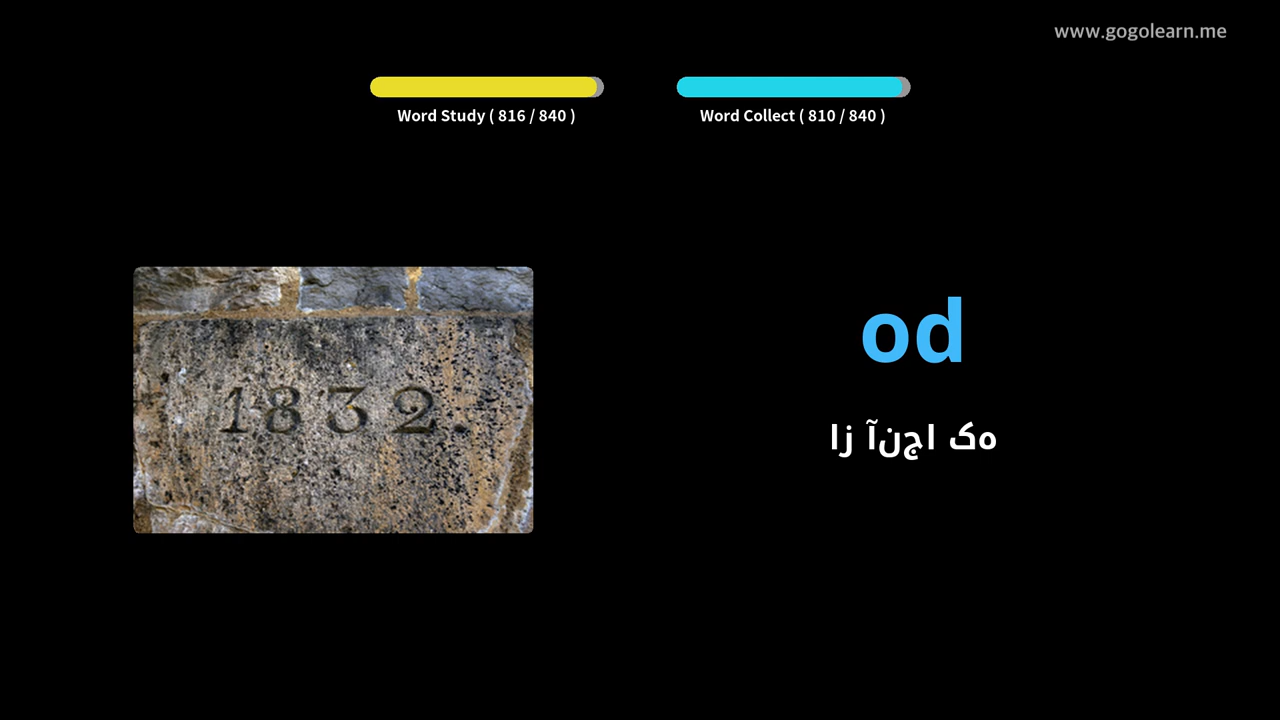 www.gogolearn.me
Word Study ( 816 / 840 )
Word Collect ( 810 / 840 )
1832.
od
از آنجا که